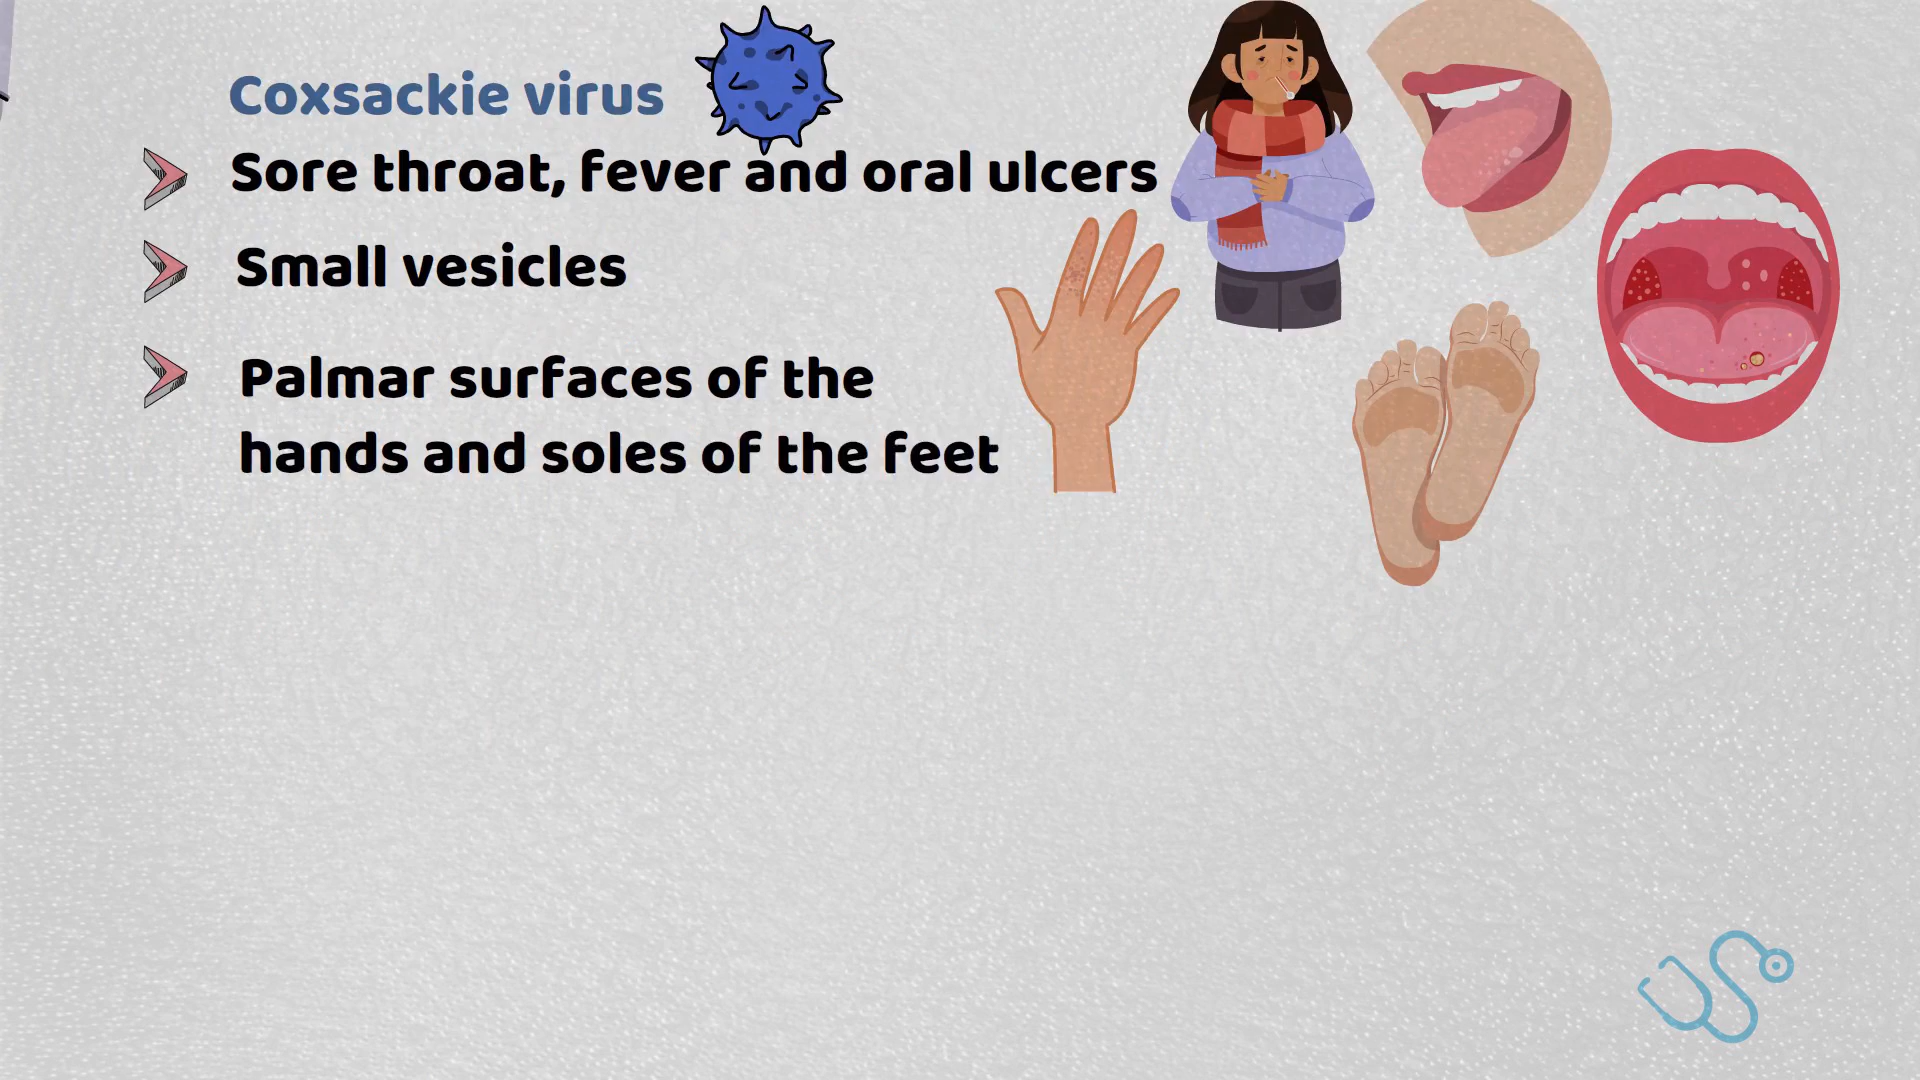 Coxsackie virus
Sore throat, fever and oral ulcers
Small vesicles
Palmar surfaces of the
hands and soles of the feet